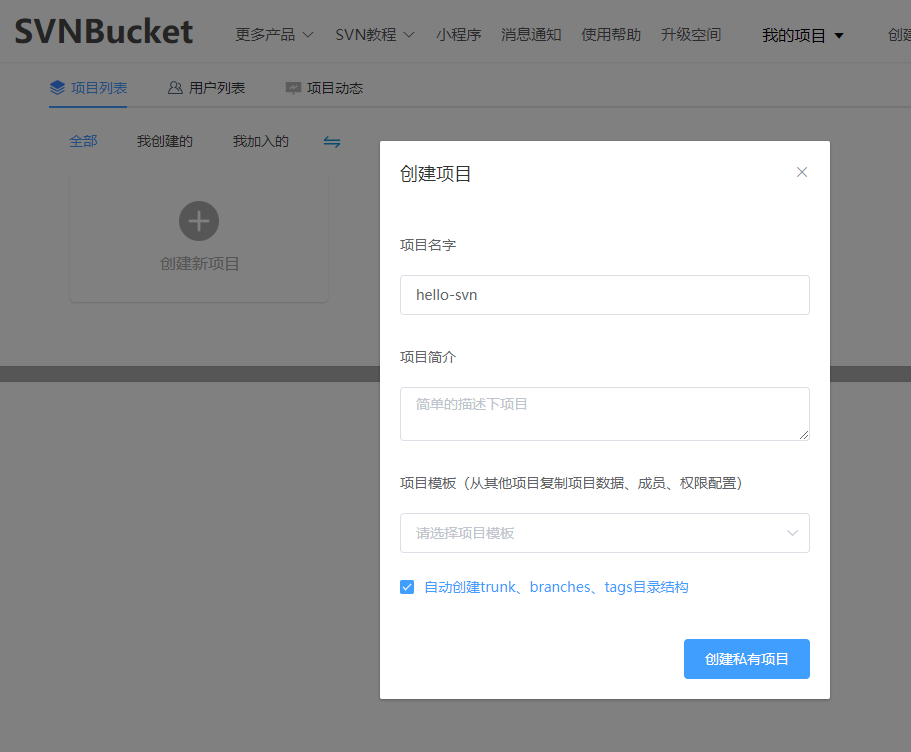 SVNBucket 更多产品 SVN教程 小程序 消息通知 使用帮助 升级空间 我的项目 创建
项目列表 用户列表 项目动态
全部 我创建的 我加入的
创建新项目
创建项目
项目名字
hello-svn
项目简介
简单的描述下项目
项目模板（从其他项目复制项目数据、成员、权限配置）
请选择项目模板
自动创建trunk、branches、tags目录结构
创建私有项目